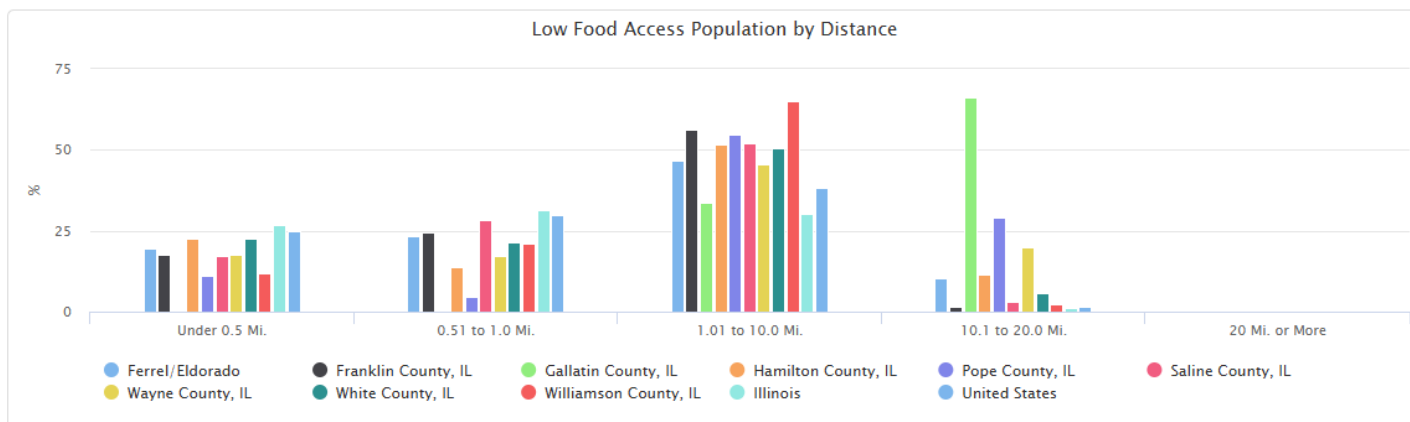 Low Food Access Population by Distance
75
50
25
0
%
Under 0.5 Mi. 0.51 to 1.0 Mi. 1.01 to 10.0 Mi. 10.1 to 20.0 Mi. 20 Mi. or More
Ferrel/Eldorado Franklin County, IL Gallatin County, IL Hamilton County, IL Pope County, IL Saline County, IL
Wayne County, IL White County, IL Williamson County, IL Illinois United States